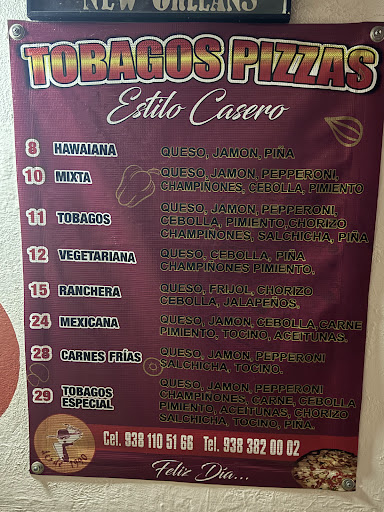 NEW ORLEANS
TOBAGOS PIZZAS
Estilo Casero
8 HAWAIANA QUESO, JAMON, PIÑA
10 MIXTA QUESO, JAMON, PEPPERONI,
CHAMPIÑONES, CEBOLLA, PIMIENTO
11 TOBAGOS QUESO, JAMON, PEPPERONI,
CEBOLLA, PIMIENTO,CHORIZO
CHAMPIÑONES, SALCHICHA, PIÑA
12 VEGETARIANA QUESO, CEBOLLA, PIÑA
CHAMPIÑONES PIMIENTO.
15 RANCHERA QUESO, FRIJOL, CHORIZO
CEBOLLA, JALAPEÑOS.
24 MEXICANA QUESO, JAMON, CEBOLLA,CARNE
PIMIENTO, TOCINO, ACEITUNAS.
28 CARNES FRÍAS QUESO, JAMON, PEPPERONI
SALCHICHA, TOCINO.
29 TOBAGOS ESPECIAL QUESO, JAMON, PEPPERONI
CHAMPIÑONES, CARNE, CEBOLLA
PIMIENTO, ACEITUNAS, CHORIZO
SALCHICHA, TOCINO, PIÑA.
Cel. 938 110 51 66 Tel. 938 382 00 02
Feliz Día...